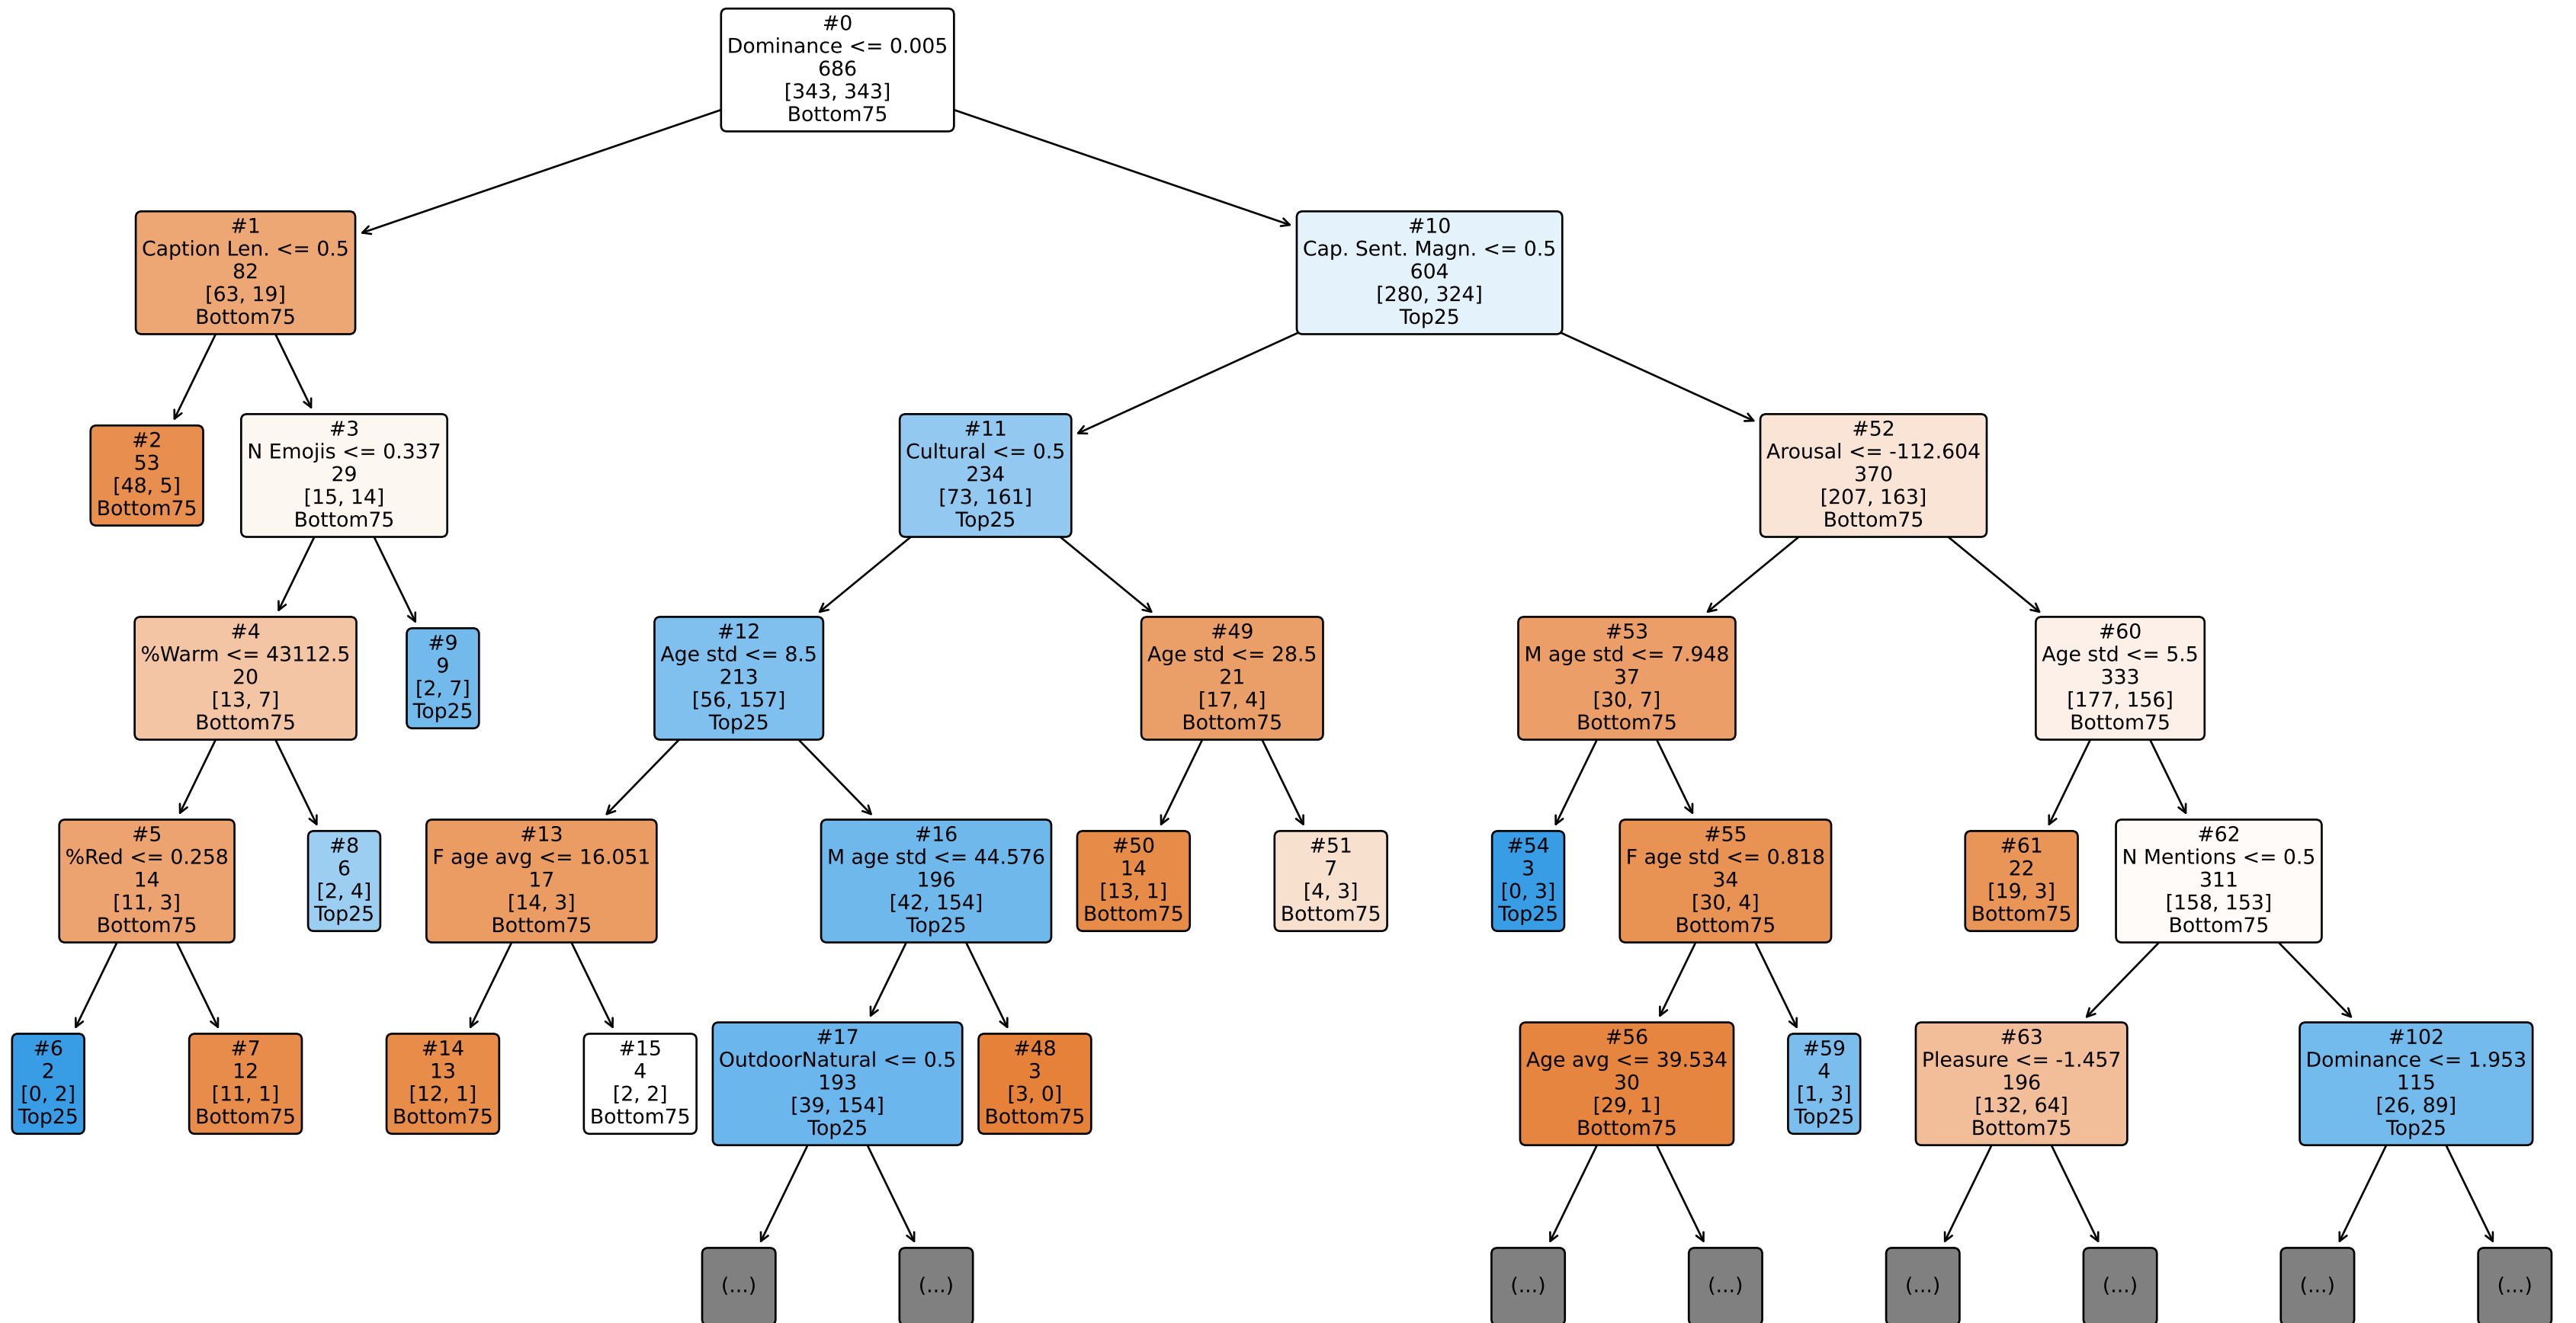 #0
Dominance <= 0.005
686
[343, 343]
Bottom75
#1
Caption Len. <= 0.5
82
[63, 19]
Bottom75
#10
Cap. Sent. Magn. <= 0.5
604
[280, 324]
Top25
#2
53
[48, 5]
Bottom75
#3
N Emojis <= 0.337
29
[15, 14]
Bottom75
#11
Cultural <= 0.5
234
[73, 161]
Top25
#52
Arousal <= -112.604
370
[207, 163]
Bottom75
#4
%Warm <= 43112.5
20
[13, 7]
Bottom75
#9
9
[2, 7]
Top25
#12
Age std <= 8.5
213
[56, 157]
Top25
#49
Age std <= 28.5
21
[17, 4]
Bottom75
#53
M age std <= 7.948
37
[30, 7]
Bottom75
#60
Age std <= 5.5
333
[177, 156]
Bottom75
#5
%Red <= 0.258
14
[11, 3]
Bottom75
#8
6
[2, 4]
Top25
#13
F age avg <= 16.051
17
[14, 3]
Bottom75
#16
M age std <= 44.576
196
[42, 154]
Top25
#50
14
[13, 1]
Bottom75
#51
7
[4, 3]
Bottom75
#54
3
[0, 3]
Top25
#55
F age std <= 0.818
34
[30, 4]
Bottom75
#61
22
[19, 3]
Bottom75
#62
N Mentions <= 0.5
311
[158, 153]
Bottom75
#6
2
[0, 2]
Top25
#7
12
[11, 1]
Bottom75
#14
13
[12, 1]
Bottom75
#15
4
[2, 2]
Bottom75
#17
OutdoorNatural <= 0.5
193
[39, 154]
Top25
#48
3
[3, 0]
Bottom75
#56
Age avg <= 39.534
30
[29, 1]
Bottom75
#59
4
[1, 3]
Top25
#63
Pleasure <= -1.457
196
[132, 64]
Bottom75
#102
Dominance <= 1.953
115
[26, 89]
Top25
(...)
(...)
(...)
(...)
(...)
(...)
(...)
(...)